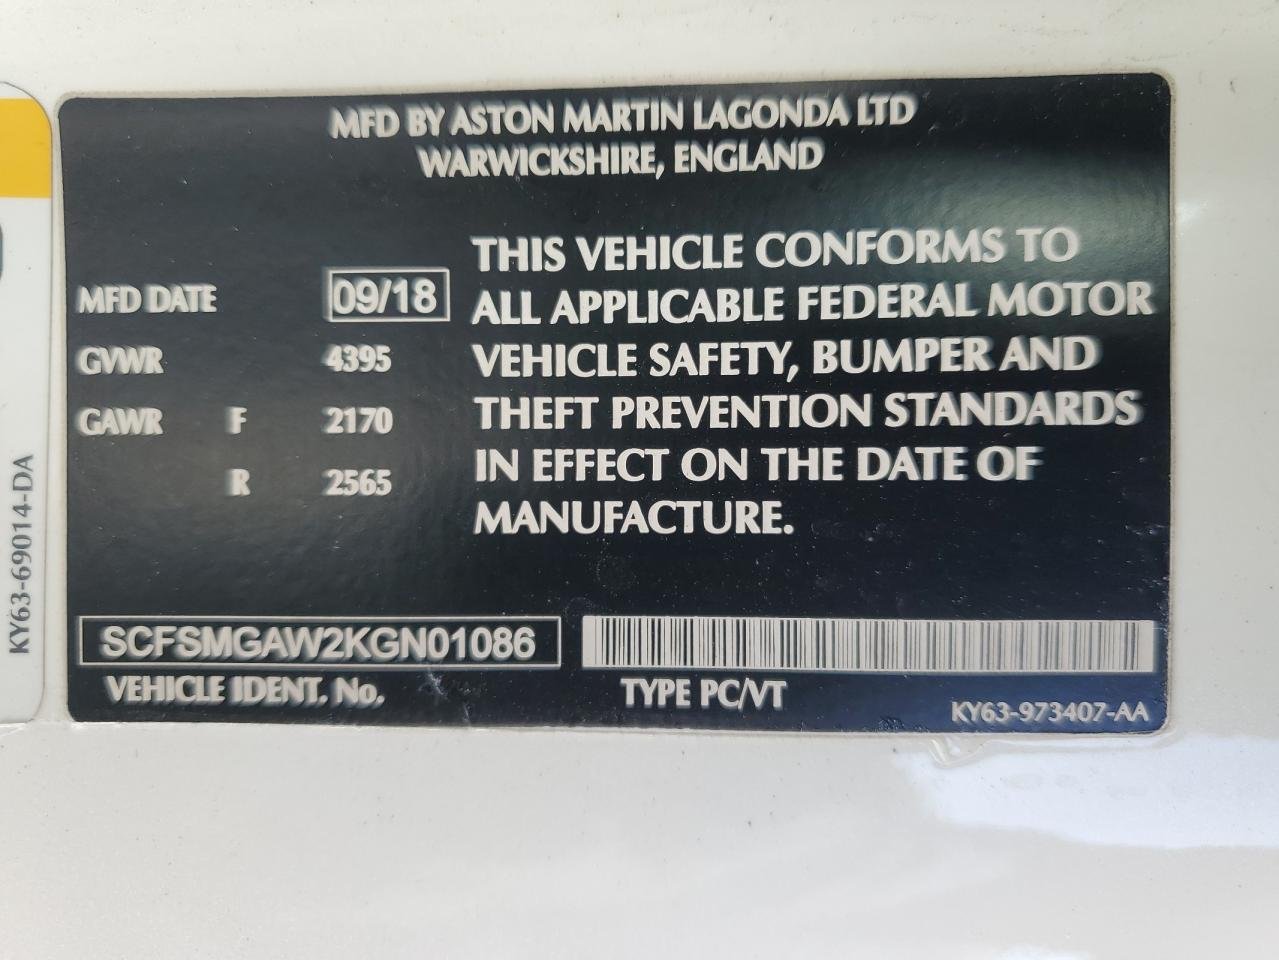 MFD BY ASTON MARTIN LAGONDA LTD
WARWICKSHIRE, ENGLAND
MFD DATE 09/18
GVWR 4395
GAWR F 2170
R 2565
THIS VEHICLE CONFORMS TO
ALL APPLICABLE FEDERAL MOTOR
VEHICLE SAFETY, BUMPER AND
THEFT PREVENTION STANDARDS
IN EFFECT ON THE DATE OF
MANUFACTURE.
SCFSMGAW2KGN01086
VEHICLE IDENT. No.
TYPE PC/VT
KY63-973407-AA
KY63-69014-DA